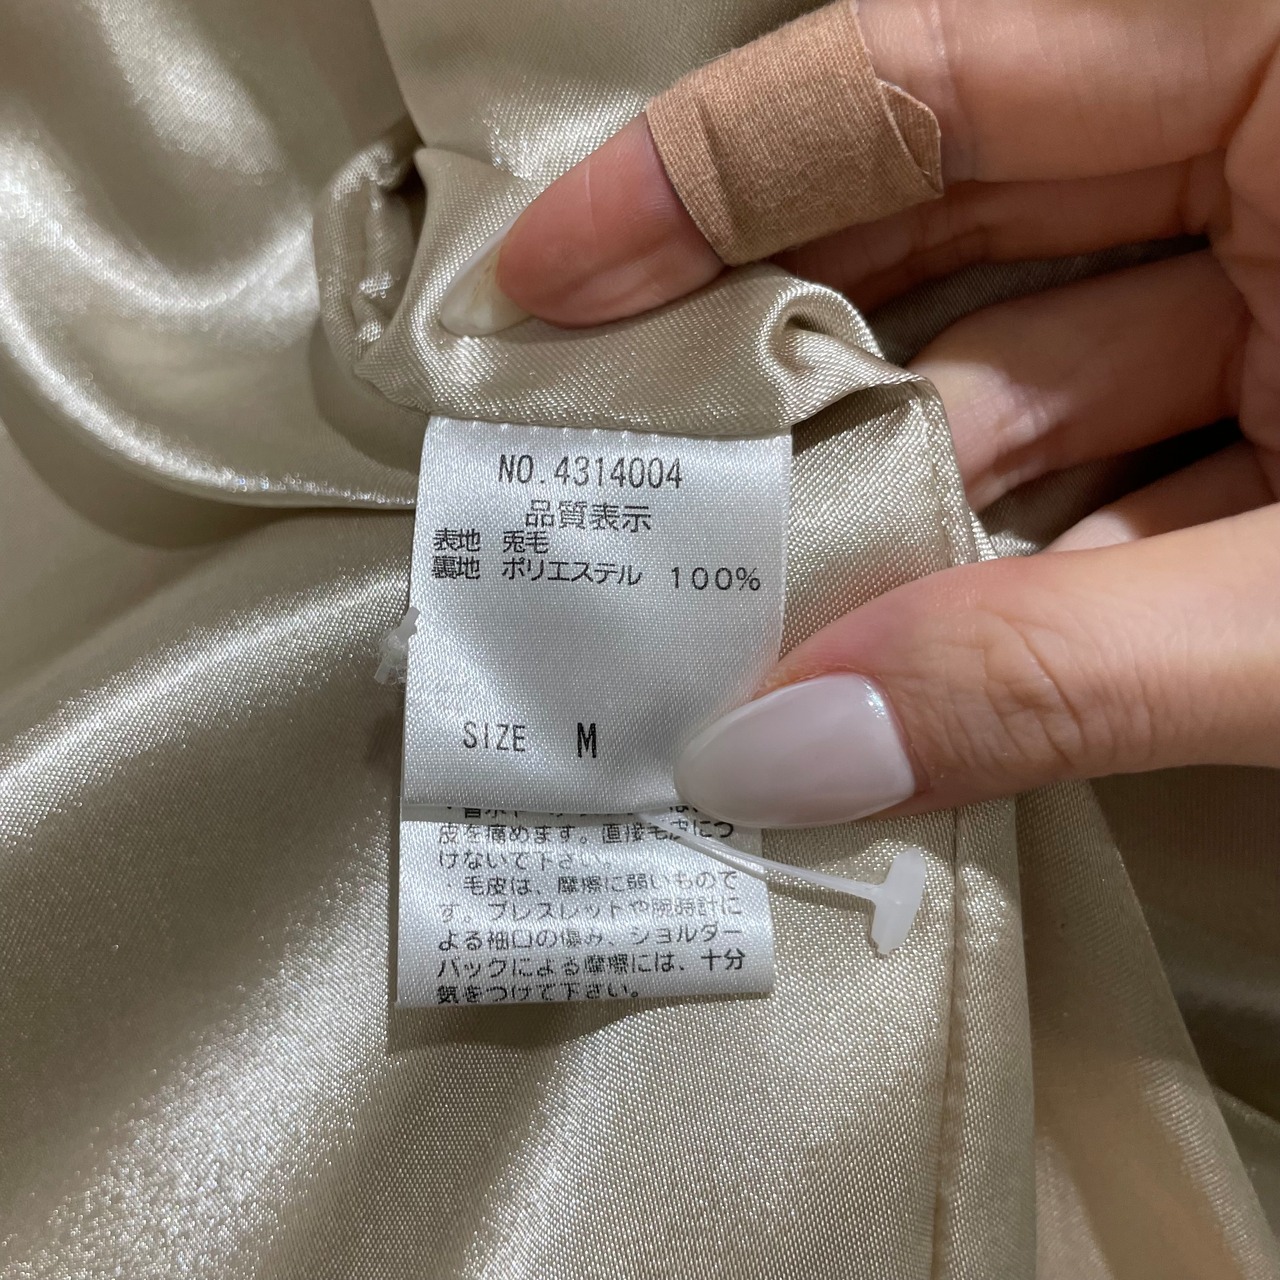 NO.4314004
品質表示
表地 兎毛
裏地 ポリエステル 100%
SIZE M
皮を痛めます。直接毛皮につ
けないで下さい。
・毛皮は、摩擦に弱いもので
す。ブレスレットや腕時計に
よる袖口の傷み、ショルダー
バックによる摩擦には、十分
気をつけて下さい。